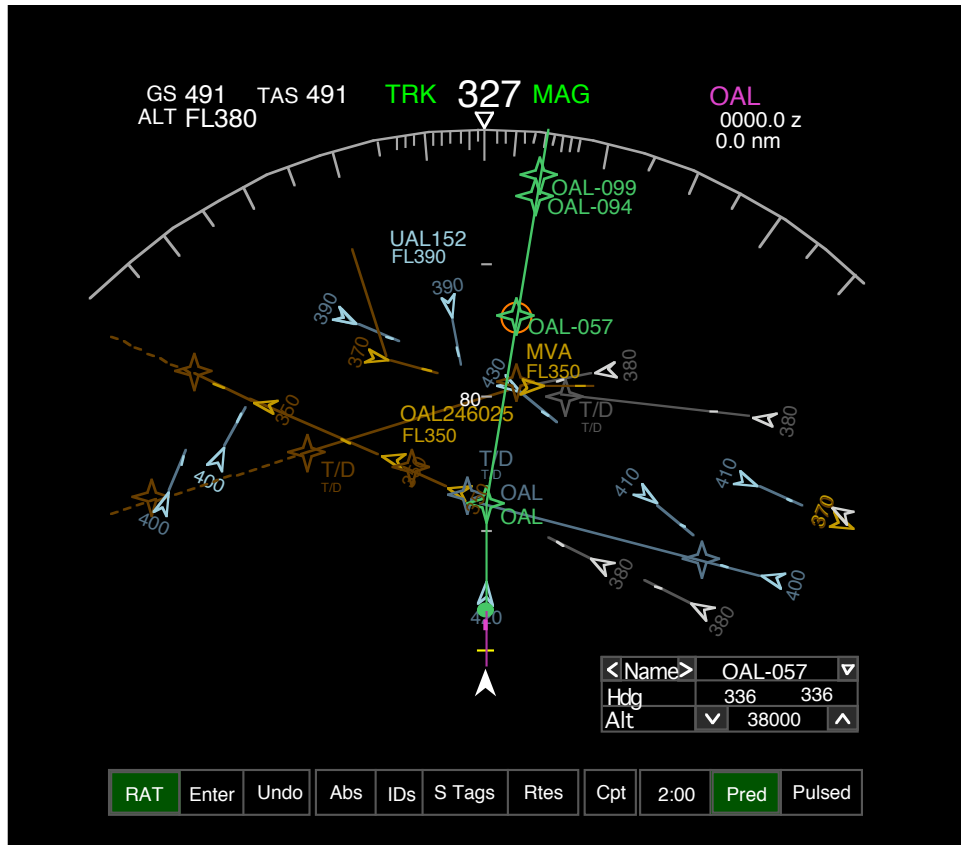 GS 491 TAS 491 TRK 327 MAG OAL
ALT FL380 0000.0 z
0.0 nm
OAL-099
OAL-094
UAL152
FL390
390
390
OAL-057
MVA
FL350
370
380
430
80
T/D
T/D
380
350
OAL246025
FL350
T/D
T/D
T/D
T/D
OAL
OAL
400
400
410
410
370
380
400
380
420
< Name > OAL-057
Hdg 336 336
Alt 38000
RAT Enter Undo Abs IDs S Tags Rtes Cpt 2:00 Pred Pulsed